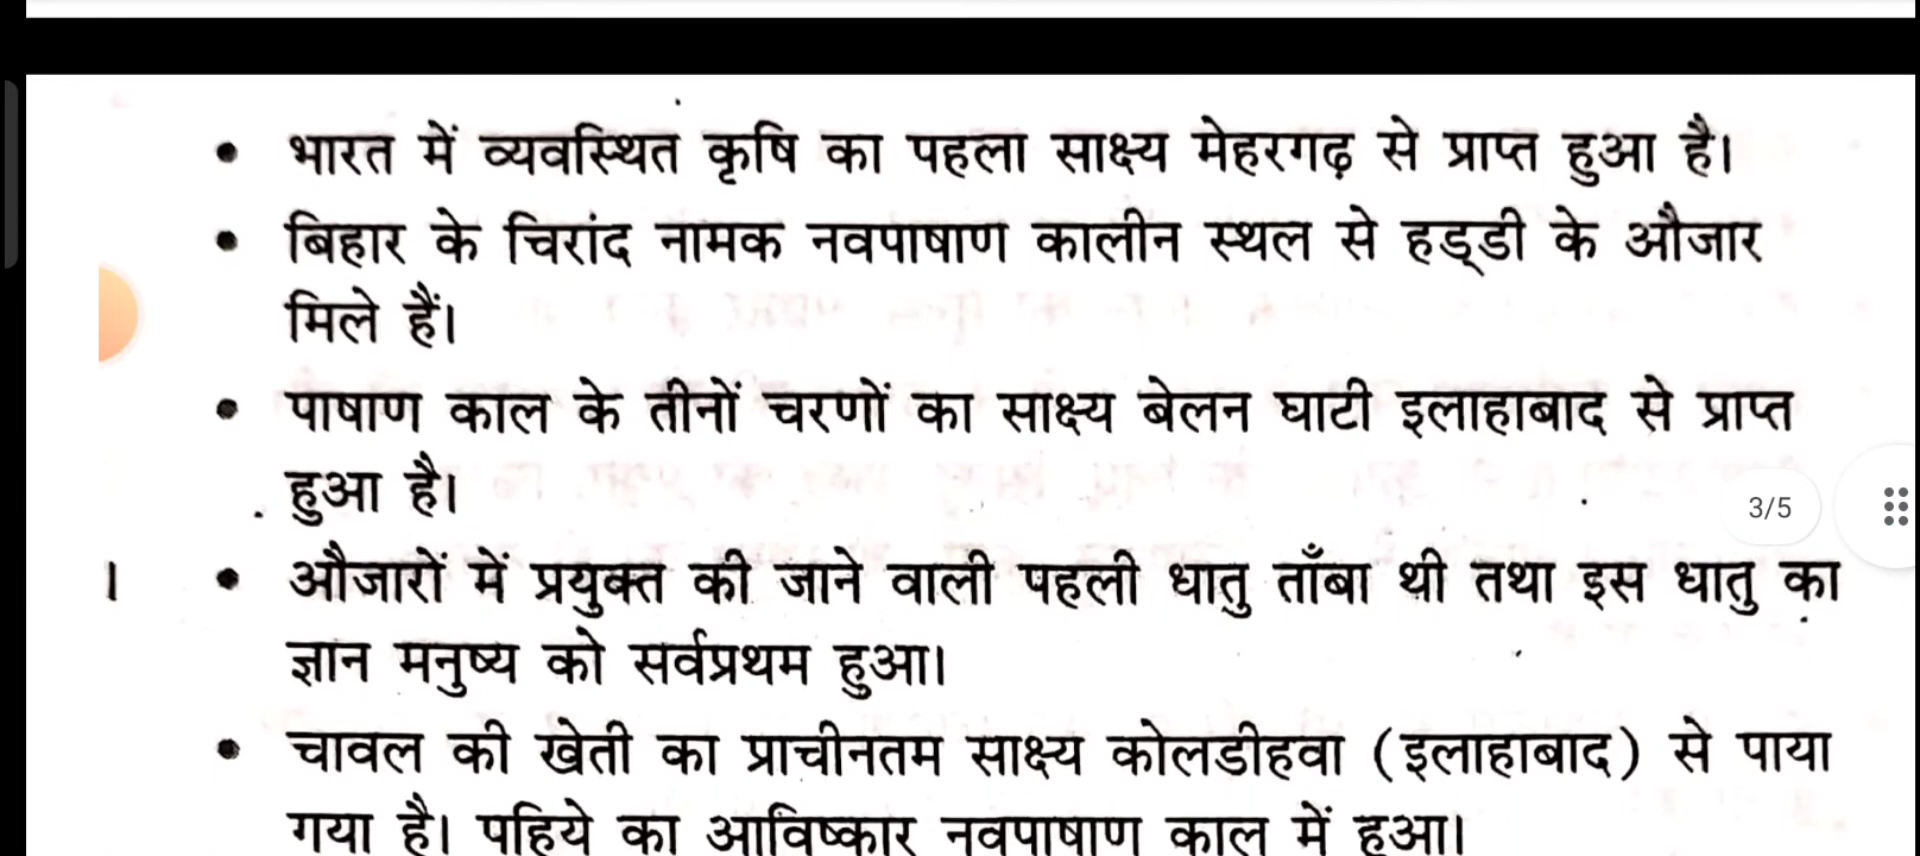 • भारत में व्यवस्थित कृषि का पहला साक्ष्य मेहरगढ़ से प्राप्त हुआ है।
• बिहार के चिरांद नामक नवपाषाण कालीन स्थल से हड्डी के औजार
मिले हैं।
• पाषाण काल के तीनों चरणों का साक्ष्य बेलन घाटी इलाहाबाद से प्राप्त
हुआ है।
3/5
। • औजारों में प्रयुक्त की जाने वाली पहली धातु ताँबा थी तथा इस धातु का
ज्ञान मनुष्य को सर्वप्रथम हुआ।
• चावल की खेती का प्राचीनतम साक्ष्य कोलडीहवा (इलाहाबाद) से पाया
गया है। पहिये का आविष्कार नवपाषाण काल में हुआ।